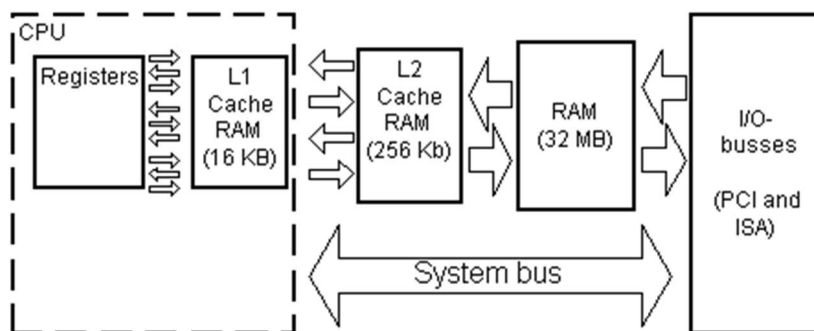 CPU
Registers
L1
Cache
RAM
(16 KB)
L2
Cache
RAM
(256 Kb)
RAM
(32 MB)
I/O-
busses
(PCI and
ISA)
System bus